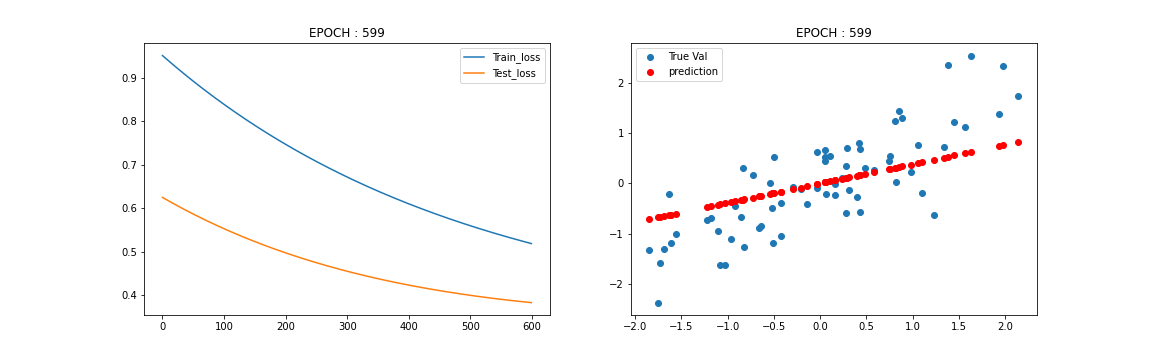 EPOCH : 599
Train_loss
Test_loss
0.9
0.8
0.7
0.6
0.5
0.4
0 100 200 300 400 500 600
EPOCH : 599
True Val
prediction
2
1
0
−1
−2
−2.0 −1.5 −1.0 −0.5 0.0 0.5 1.0 1.5 2.0